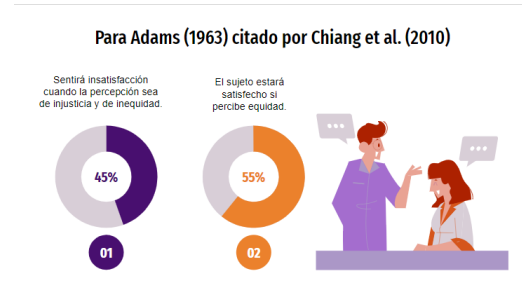 Para Adams (1963) citado por Chiang et al. (2010)
Sentirá insatisfacción
cuando la percepción sea
de injusticia y de inequidad.
45%
01
El sujeto estará
satisfecho si
percibe equidad.
55%
02